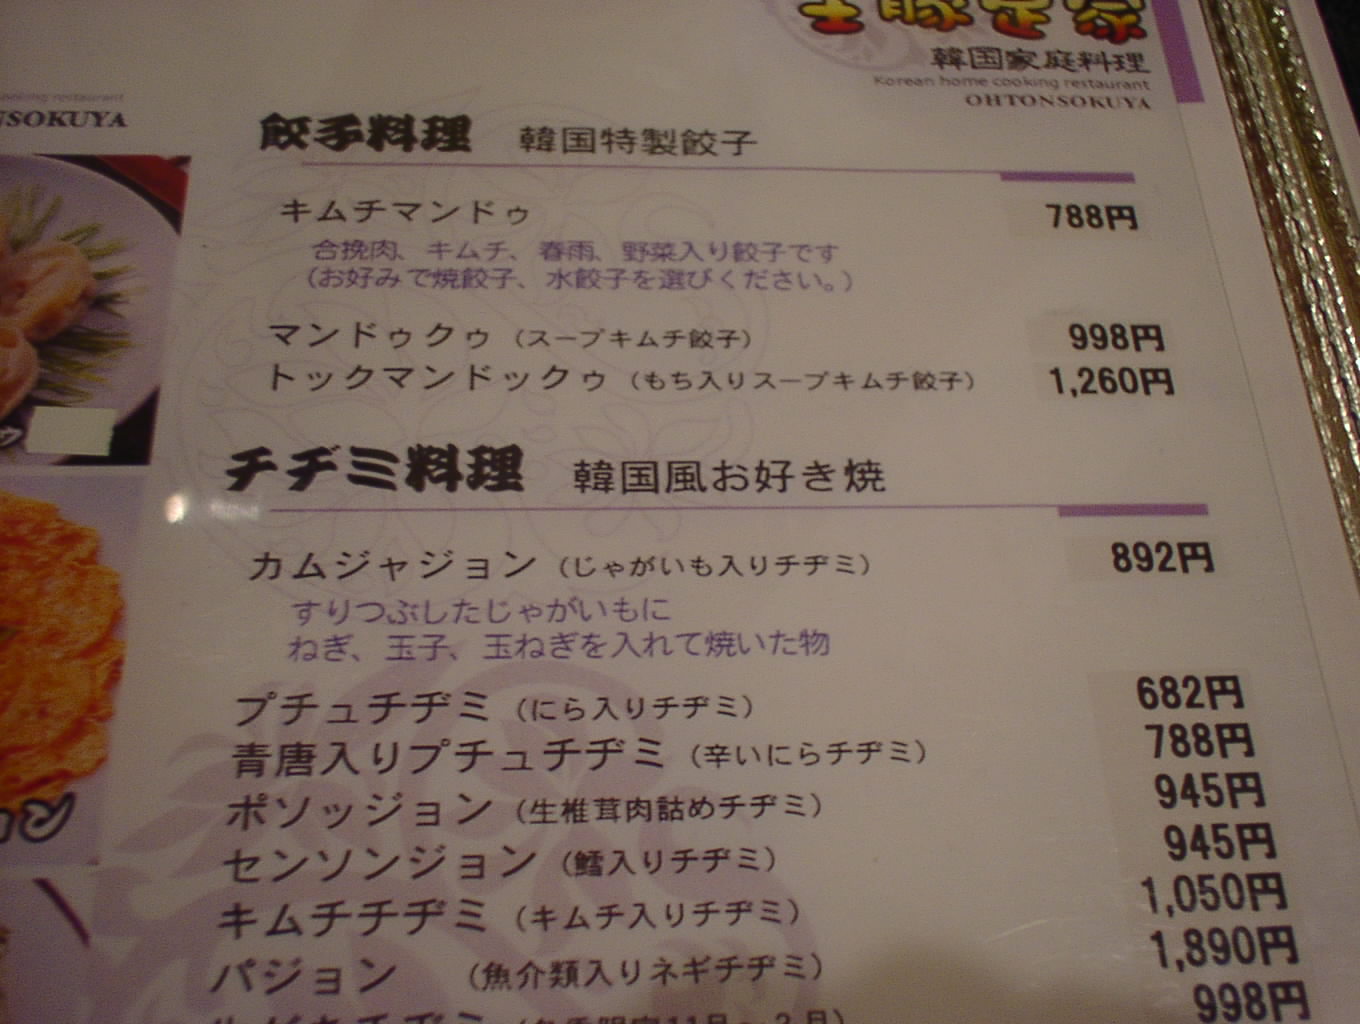 王豚足家
韓国家庭料理
Korean home cooking restaurant
OHTONSOKUYA
cooking restaurant
NSOKUYA
餃子料理 韓国特製餃子
キムチマンドゥ 788円
合挽肉、キムチ、春雨、野菜入り餃子です
(お好みで焼餃子、水餃子を選びください。)
マンドゥクゥ (スープキムチ餃子) 998円
トックマンドックゥ (もち入りスープキムチ餃子) 1,260円
チヂミ料理 韓国風お好き焼
カムジャジョン (じゃがいも入りチヂミ) 892円
すりつぶしたじゃがいもに
ねぎ、玉子、玉ねぎを入れて焼いた物
プチュチヂミ (にら入りチヂミ) 682円
青唐入りプチュチヂミ (辛いにらチヂミ) 788円
ポソッジョン (生椎茸肉詰めチヂミ) 945円
センソンジョン (鱈入りチヂミ) 945円
キムチチヂミ (キムチ入りチヂミ) 1,050円
パジョン (魚介類入りネギチヂミ) 1,890円
998円